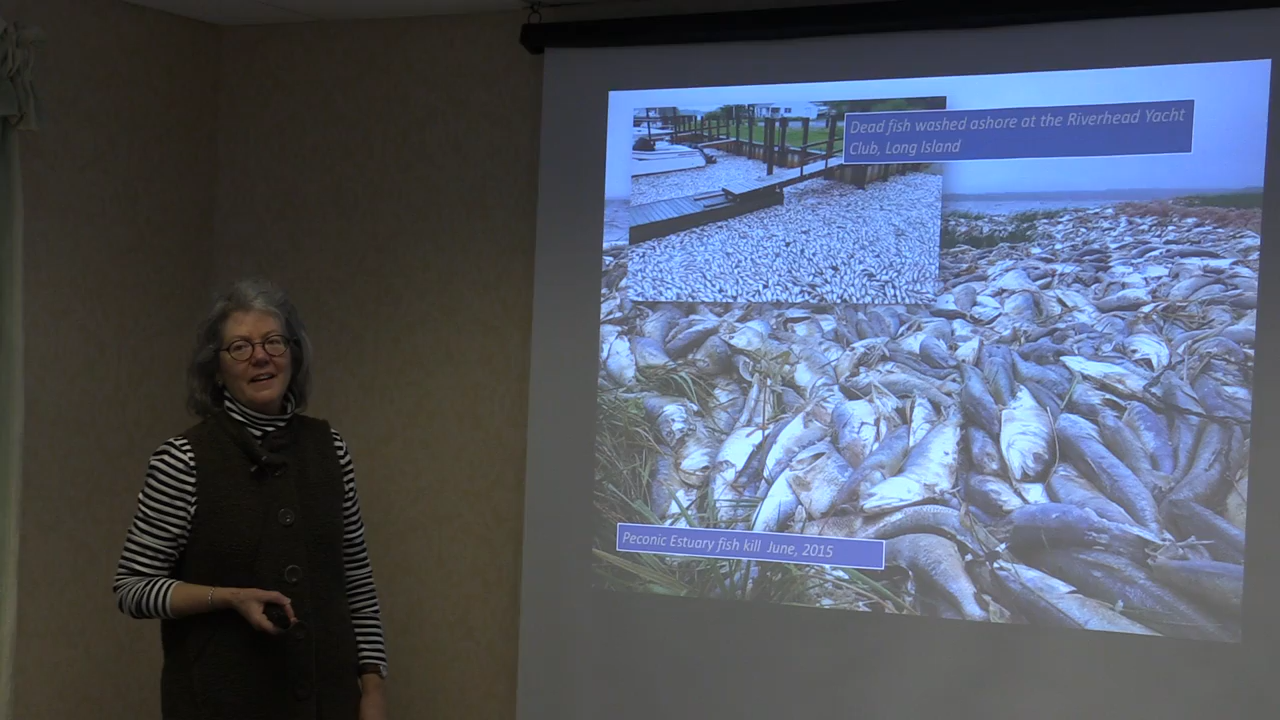 Dead fish washed ashore at the Riverhead Yacht
Club, Long Island
Peconic Estuary fish kill June, 2015